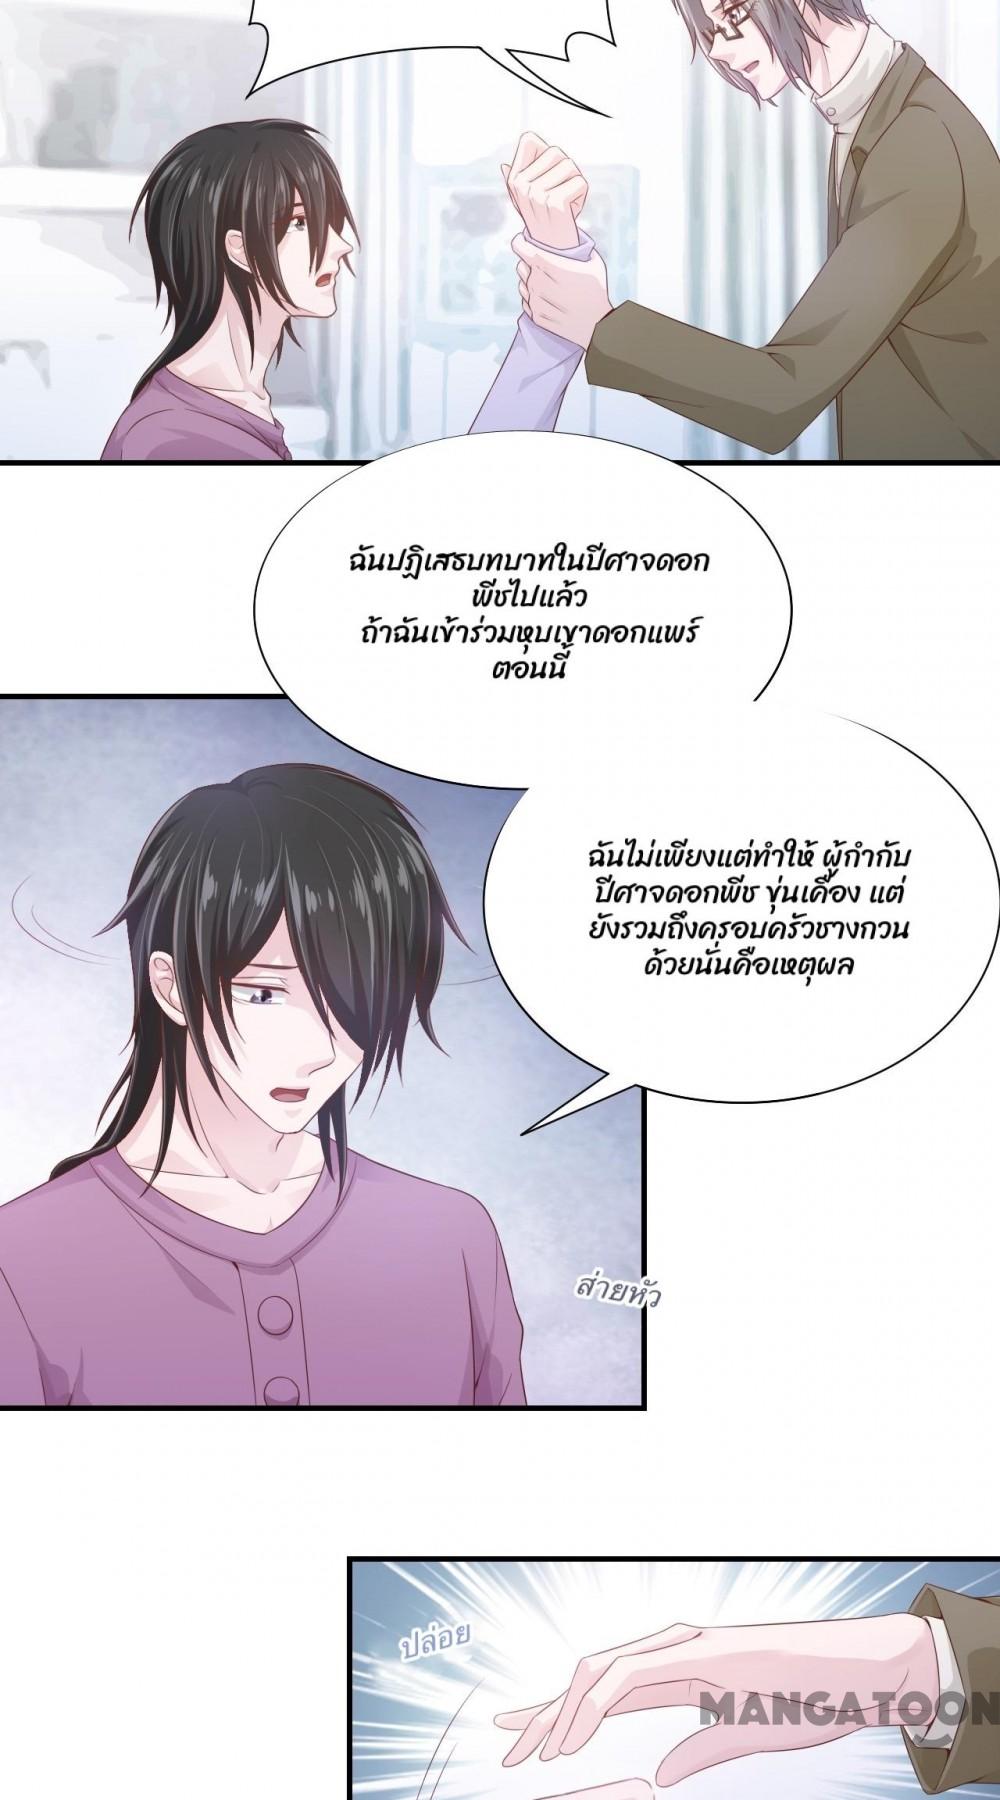 ฉันปฏิเสธบทบาทในปีศาจดอก
พีชไปแล้ว
ถ้าฉันเข้าร่วมหุบเขาดอกแพร์
ตอนนี้
ฉันไม่เพียงแต่ทำให้ ผู้กำกับ
ปีศาจดอกพีช ขุ่นเคือง แต่
ยังรวมถึงครอบครัวชางกวน
ด้วยนั่นคือเหตุผล
ส่ายหัว
ปล่อย
MANGATOON